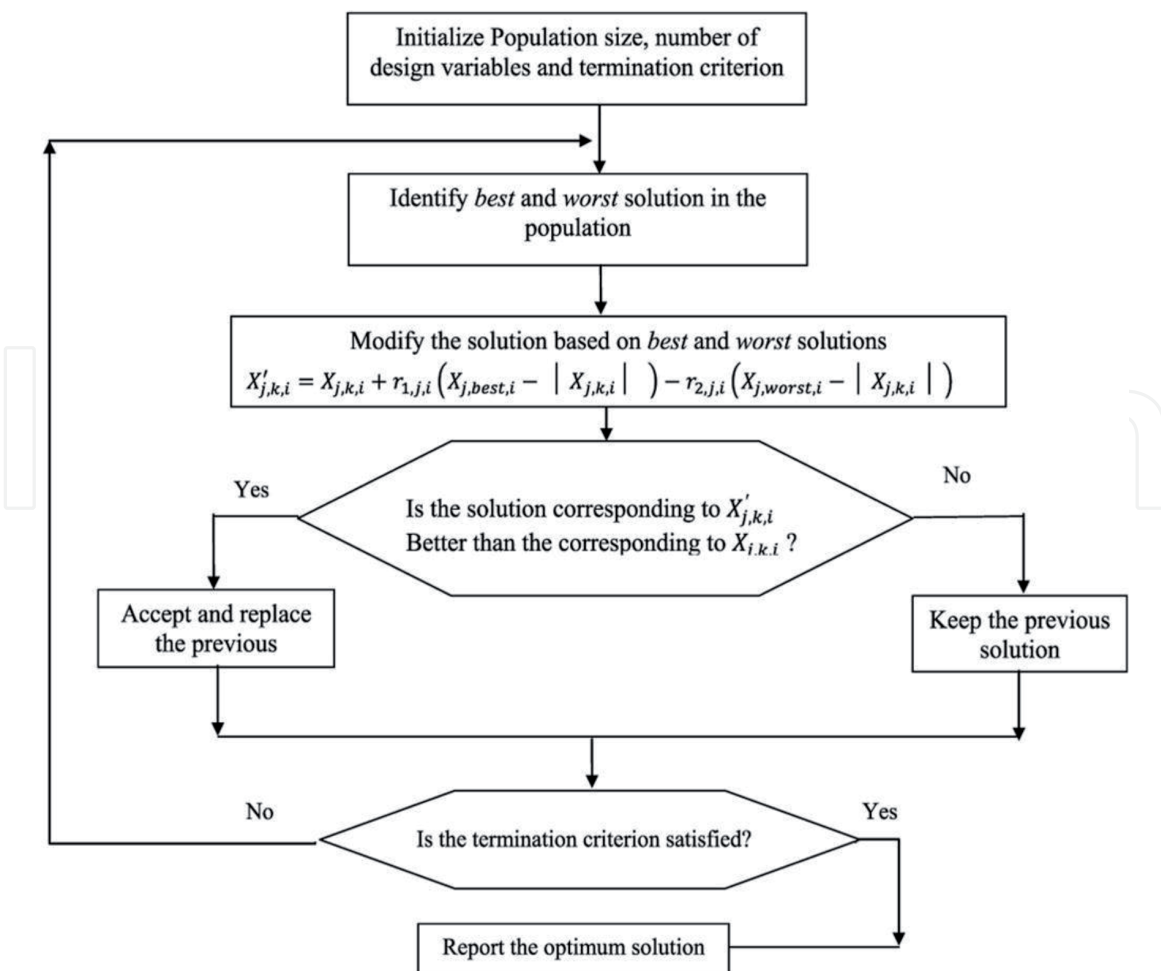 Initialize Population size, number of
design variables and termination criterion
Identify best and worst solution in the
population
Modify the solution based on best and worst solutions
X′j,k,i = Xj,k,i + r1,j,i (Xj,best,i − | Xj,k,i | ) − r2,j,i (Xj,worst,i − | Xj,k,i | )
Yes
No
Is the solution corresponding to X′j,k,i
Better than the corresponding to Xj.k.i ?
Accept and replace
the previous
Keep the previous
solution
No
Yes
Is the termination criterion satisfied?
Report the optimum solution